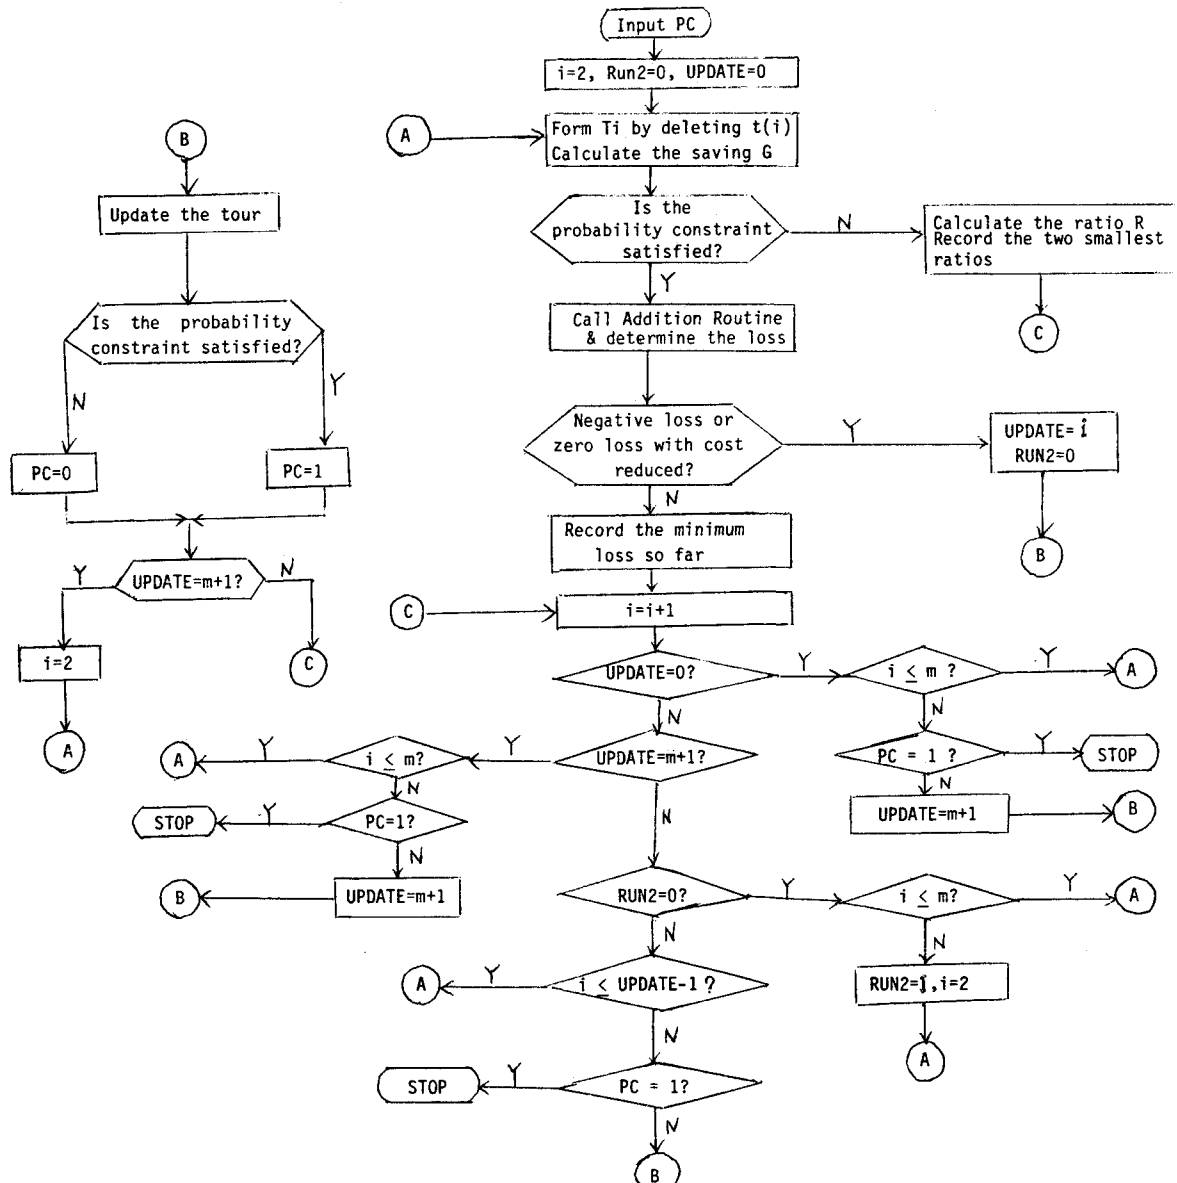 Input PC
i=2, Run2=0, UPDATE=0
A
Form Ti by deleting t(i)
Calculate the saving G
Is the
probability constraint
satisfied?
N
Calculate the ratio R
Record the two smallest
ratios
C
Y
Call Addition Routine
& determine the loss
Negative loss or
zero loss with cost
reduced?
Y
UPDATE= i
RUN2=0
B
N
Record the minimum
loss so far
C
i=i+1
UPDATE=0?
Y
i ≤ m ?
Y
A
N
PC = 1 ?
Y
STOP
N
UPDATE=m+1
B
N
UPDATE=m+1?
Y
i ≤ m?
Y
A
N
PC=1?
Y
STOP
N
UPDATE=m+1
B
N
RUN2=0?
Y
i ≤ m?
Y
A
N
RUN2=1,i=2
A
N
i ≤ UPDATE-1 ?
Y
A
N
PC = 1?
Y
STOP
N
B
B
Update the tour
Is the probability
constraint satisfied?
N
Y
PC=0
PC=1
UPDATE=m+1?
Y
N
i=2
C
A